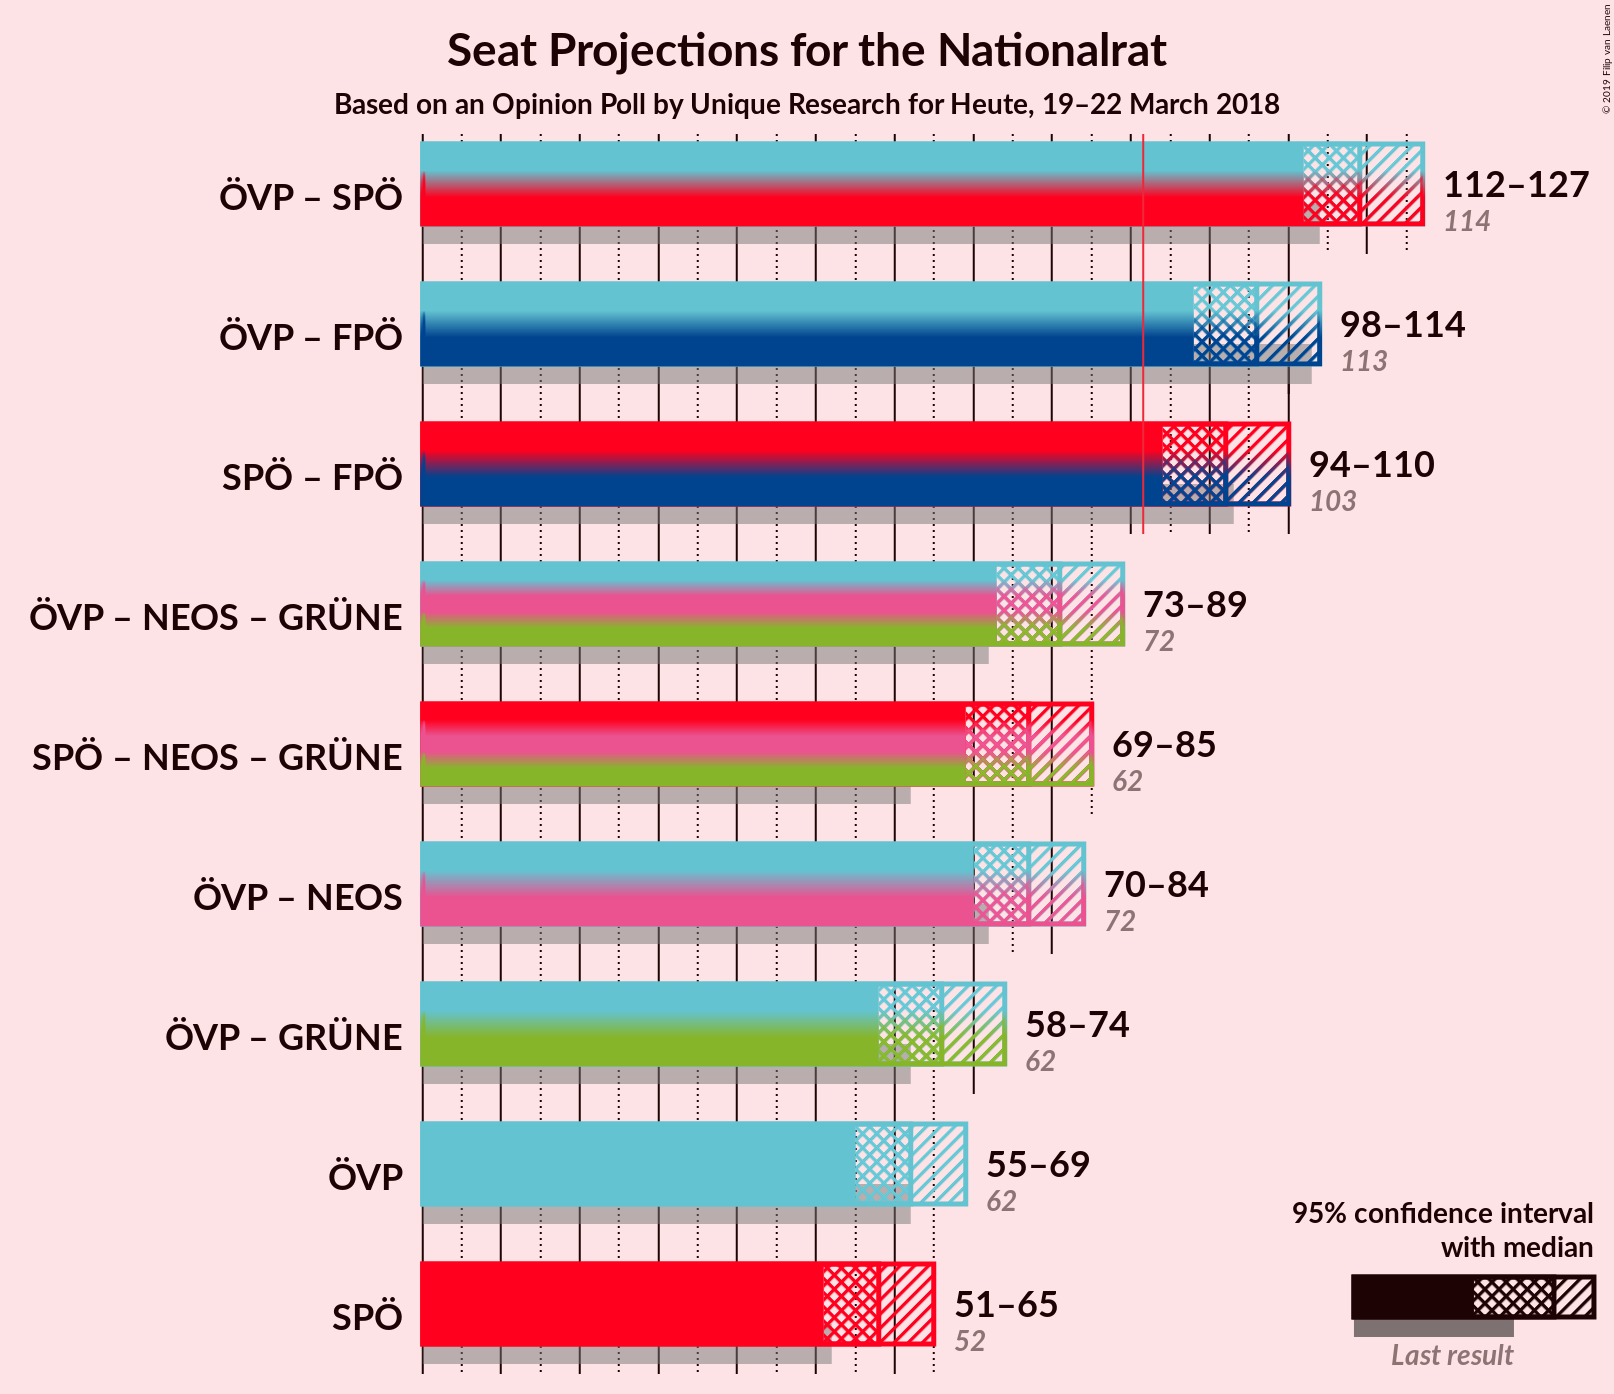 Seat Projections for the Nationalrat
Based on an Opinion Poll by Unique Research for Heute, 19–22 March 2018
© 2019 Filip van Laenen
ÖVP – SPÖ
112–127
114
ÖVP – FPÖ
98–114
113
SPÖ – FPÖ
94–110
103
ÖVP – NEOS – GRÜNE
73–89
72
SPÖ – NEOS – GRÜNE
69–85
62
ÖVP – NEOS
70–84
72
ÖVP – GRÜNE
58–74
62
ÖVP
55–69
62
SPÖ
51–65
52
95% confidence interval
with median
Last result